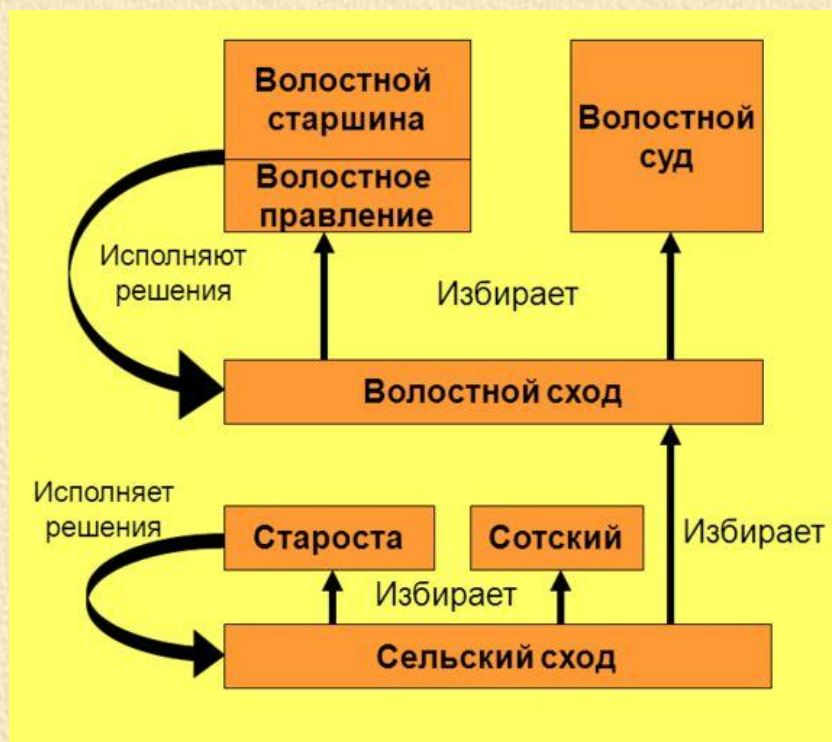 Волостной
старшина
Волостное
правление
Волостной
суд
Исполняют
решения
Избирает
Волостной сход
Исполняет
решения
Староста
Сотский
Избирает
Избирает
Сельский сход